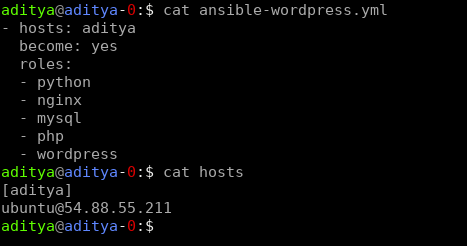 aditya@aditya-0:$ cat ansible-wordpress.yml
- hosts: aditya
  become: yes
  roles:
  - python
  - nginx
  - mysql
  - php
  - wordpress
aditya@aditya-0:$ cat hosts
[aditya]
ubuntu@54.88.55.211
aditya@aditya-0:$